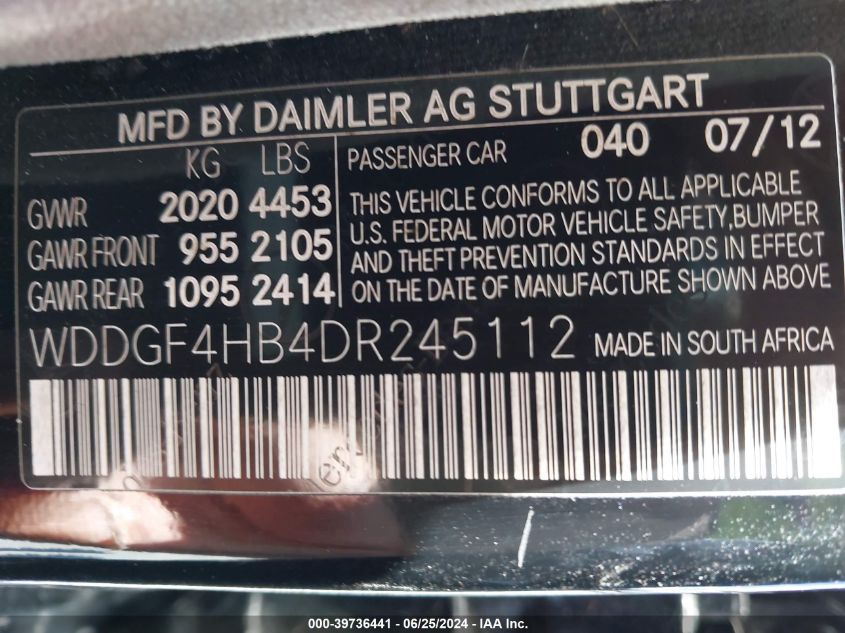 MFD BY DAIMLER AG STUTTGART
KG LBS
PASSENGER CAR 040 07/12
GVWR 2020 4453
GAWR FRONT 955 2105
GAWR REAR 1095 2414
THIS VEHICLE CONFORMS TO ALL APPLICABLE
U.S. FEDERAL MOTOR VEHICLE SAFETY, BUMPER
AND THEFT PREVENTION STANDARDS IN EFFECT
ON THE DATE OF MANUFACTURE SHOWN ABOVE
WDDGF4HB4DR245112 MADE IN SOUTH AFRICA
000-39736441 - 06/25/2024 - IAA Inc.